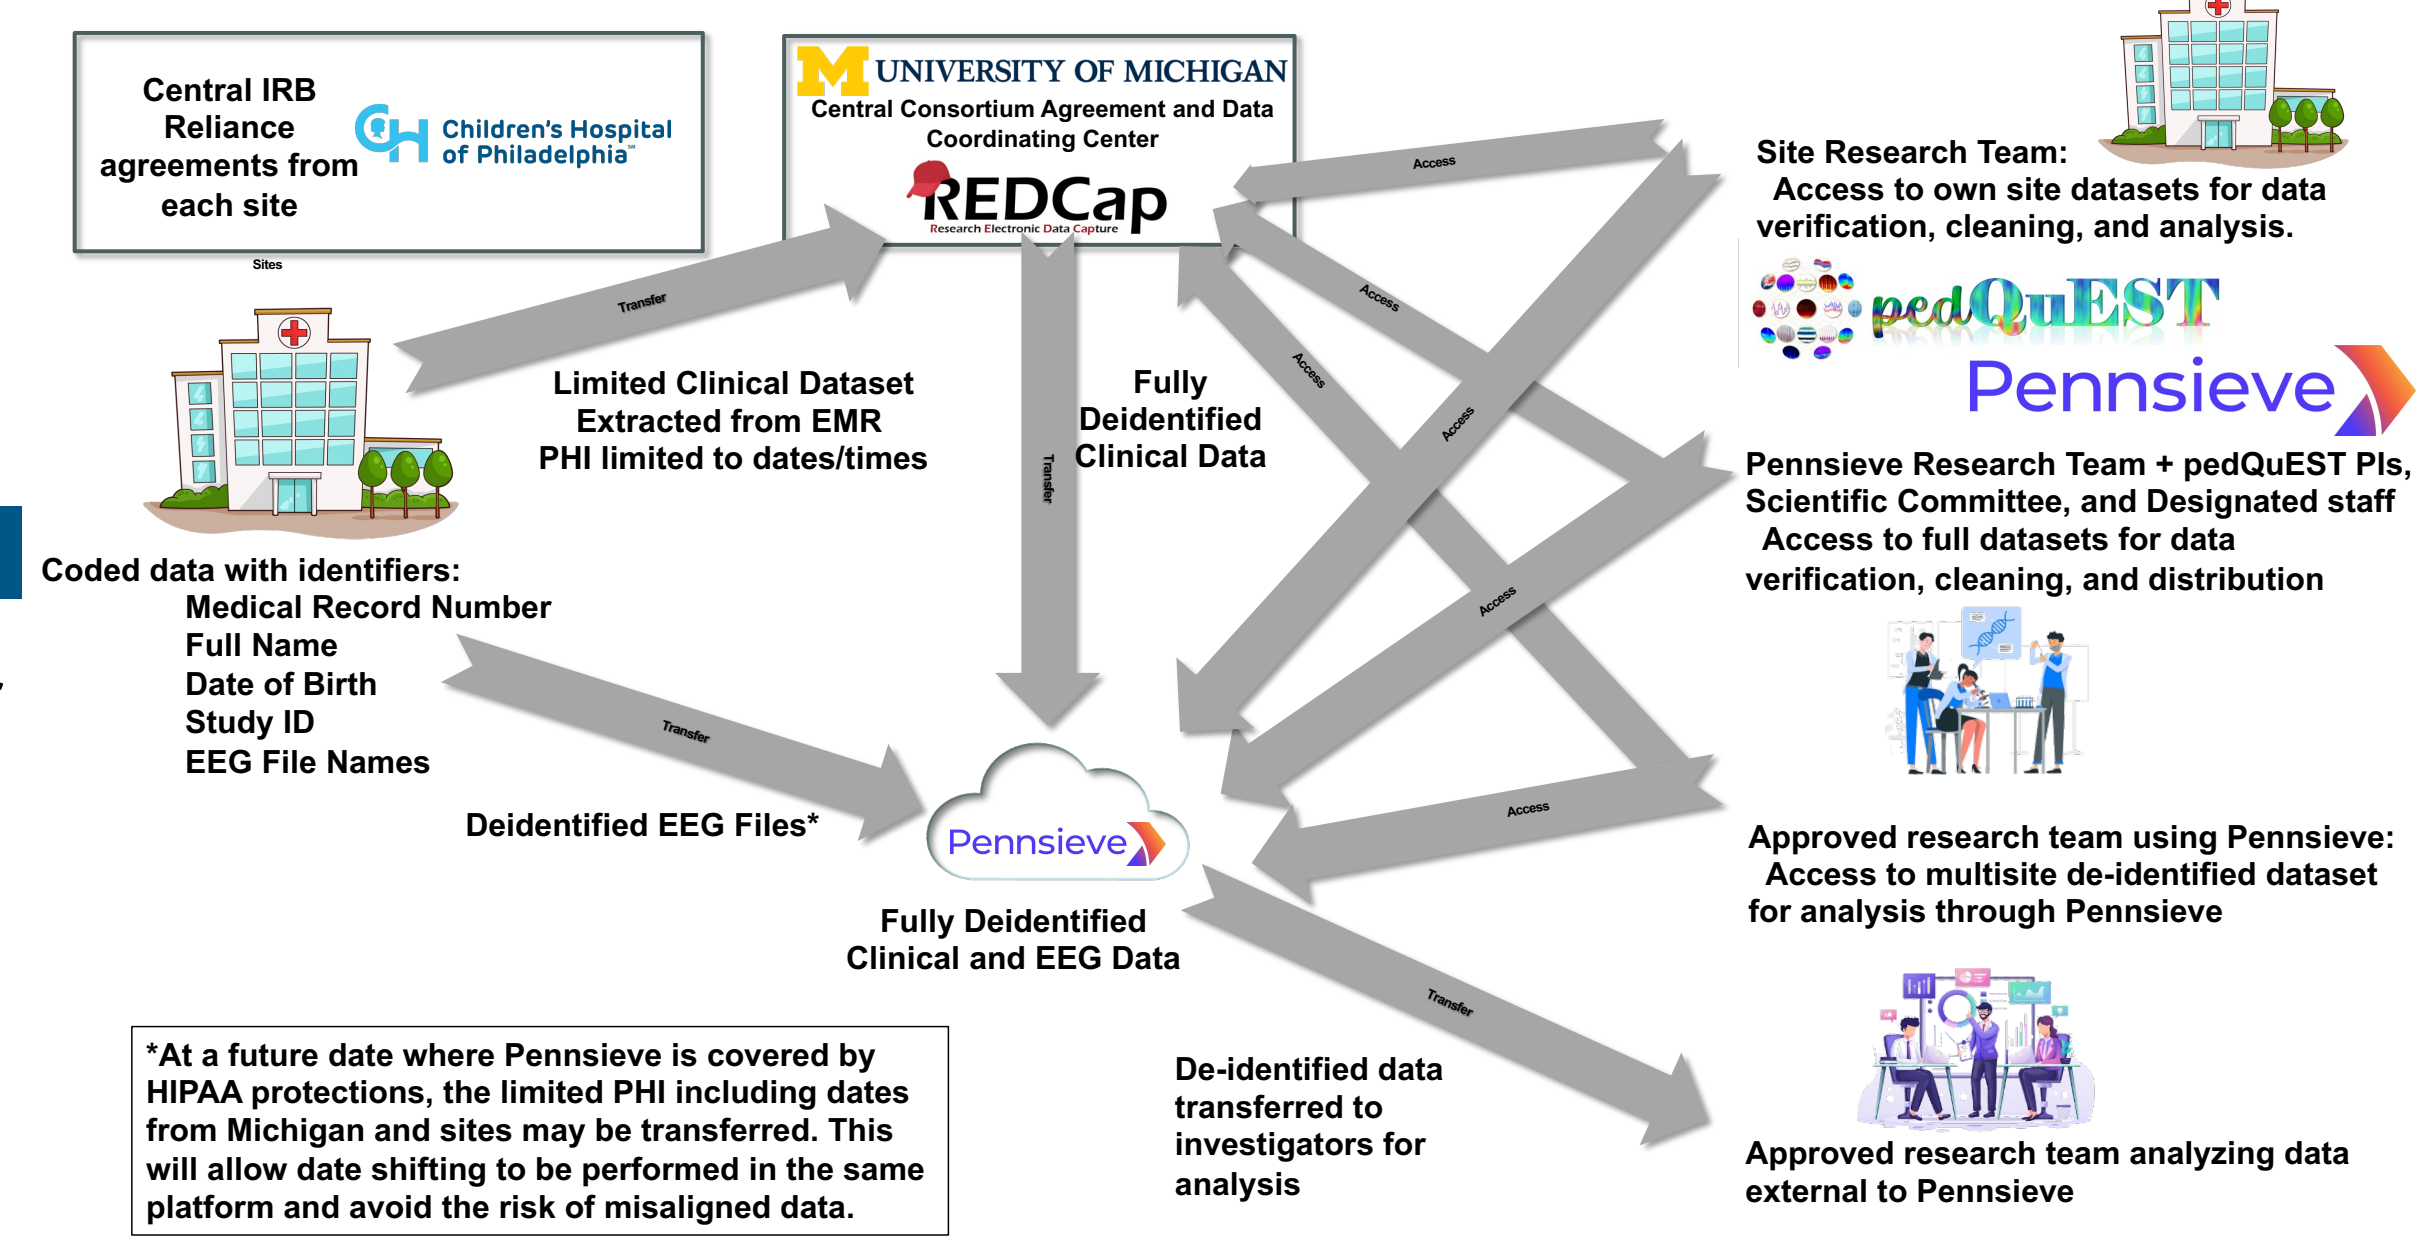 Central IRB
Reliance
agreements from
each site
Children's Hospital
of Philadelphia℠
UNIVERSITY OF MICHIGAN
Central Consortium Agreement and Data
Coordinating Center
REDCap
Research Electronic Data Capture
Site Research Team:
Access to own site datasets for data
verification, cleaning, and analysis.
pedQuEST
Pennsieve
Pennsieve Research Team + pedQuEST PIs,
Scientific Committee, and Designated staff
Access to full datasets for data
verification, cleaning, and distribution
Approved research team using Pennsieve:
Access to multisite de-identified dataset
for analysis through Pennsieve
Approved research team analyzing data
external to Pennsieve
Sites
Transfer
Limited Clinical Dataset
Extracted from EMR
PHI limited to dates/times
Transfer
Fully
Deidentified
Clinical Data
Access
Access
Access
Access
Access
Access
Coded data with identifiers:
Medical Record Number
Full Name
Date of Birth
Study ID
EEG File Names
Transfer
Deidentified EEG Files*
Pennsieve
Fully Deidentified
Clinical and EEG Data
Transfer
De-identified data
transferred to
investigators for
analysis
*At a future date where Pennsieve is covered by
HIPAA protections, the limited PHI including dates
from Michigan and sites may be transferred. This
will allow date shifting to be performed in the same
platform and avoid the risk of misaligned data.